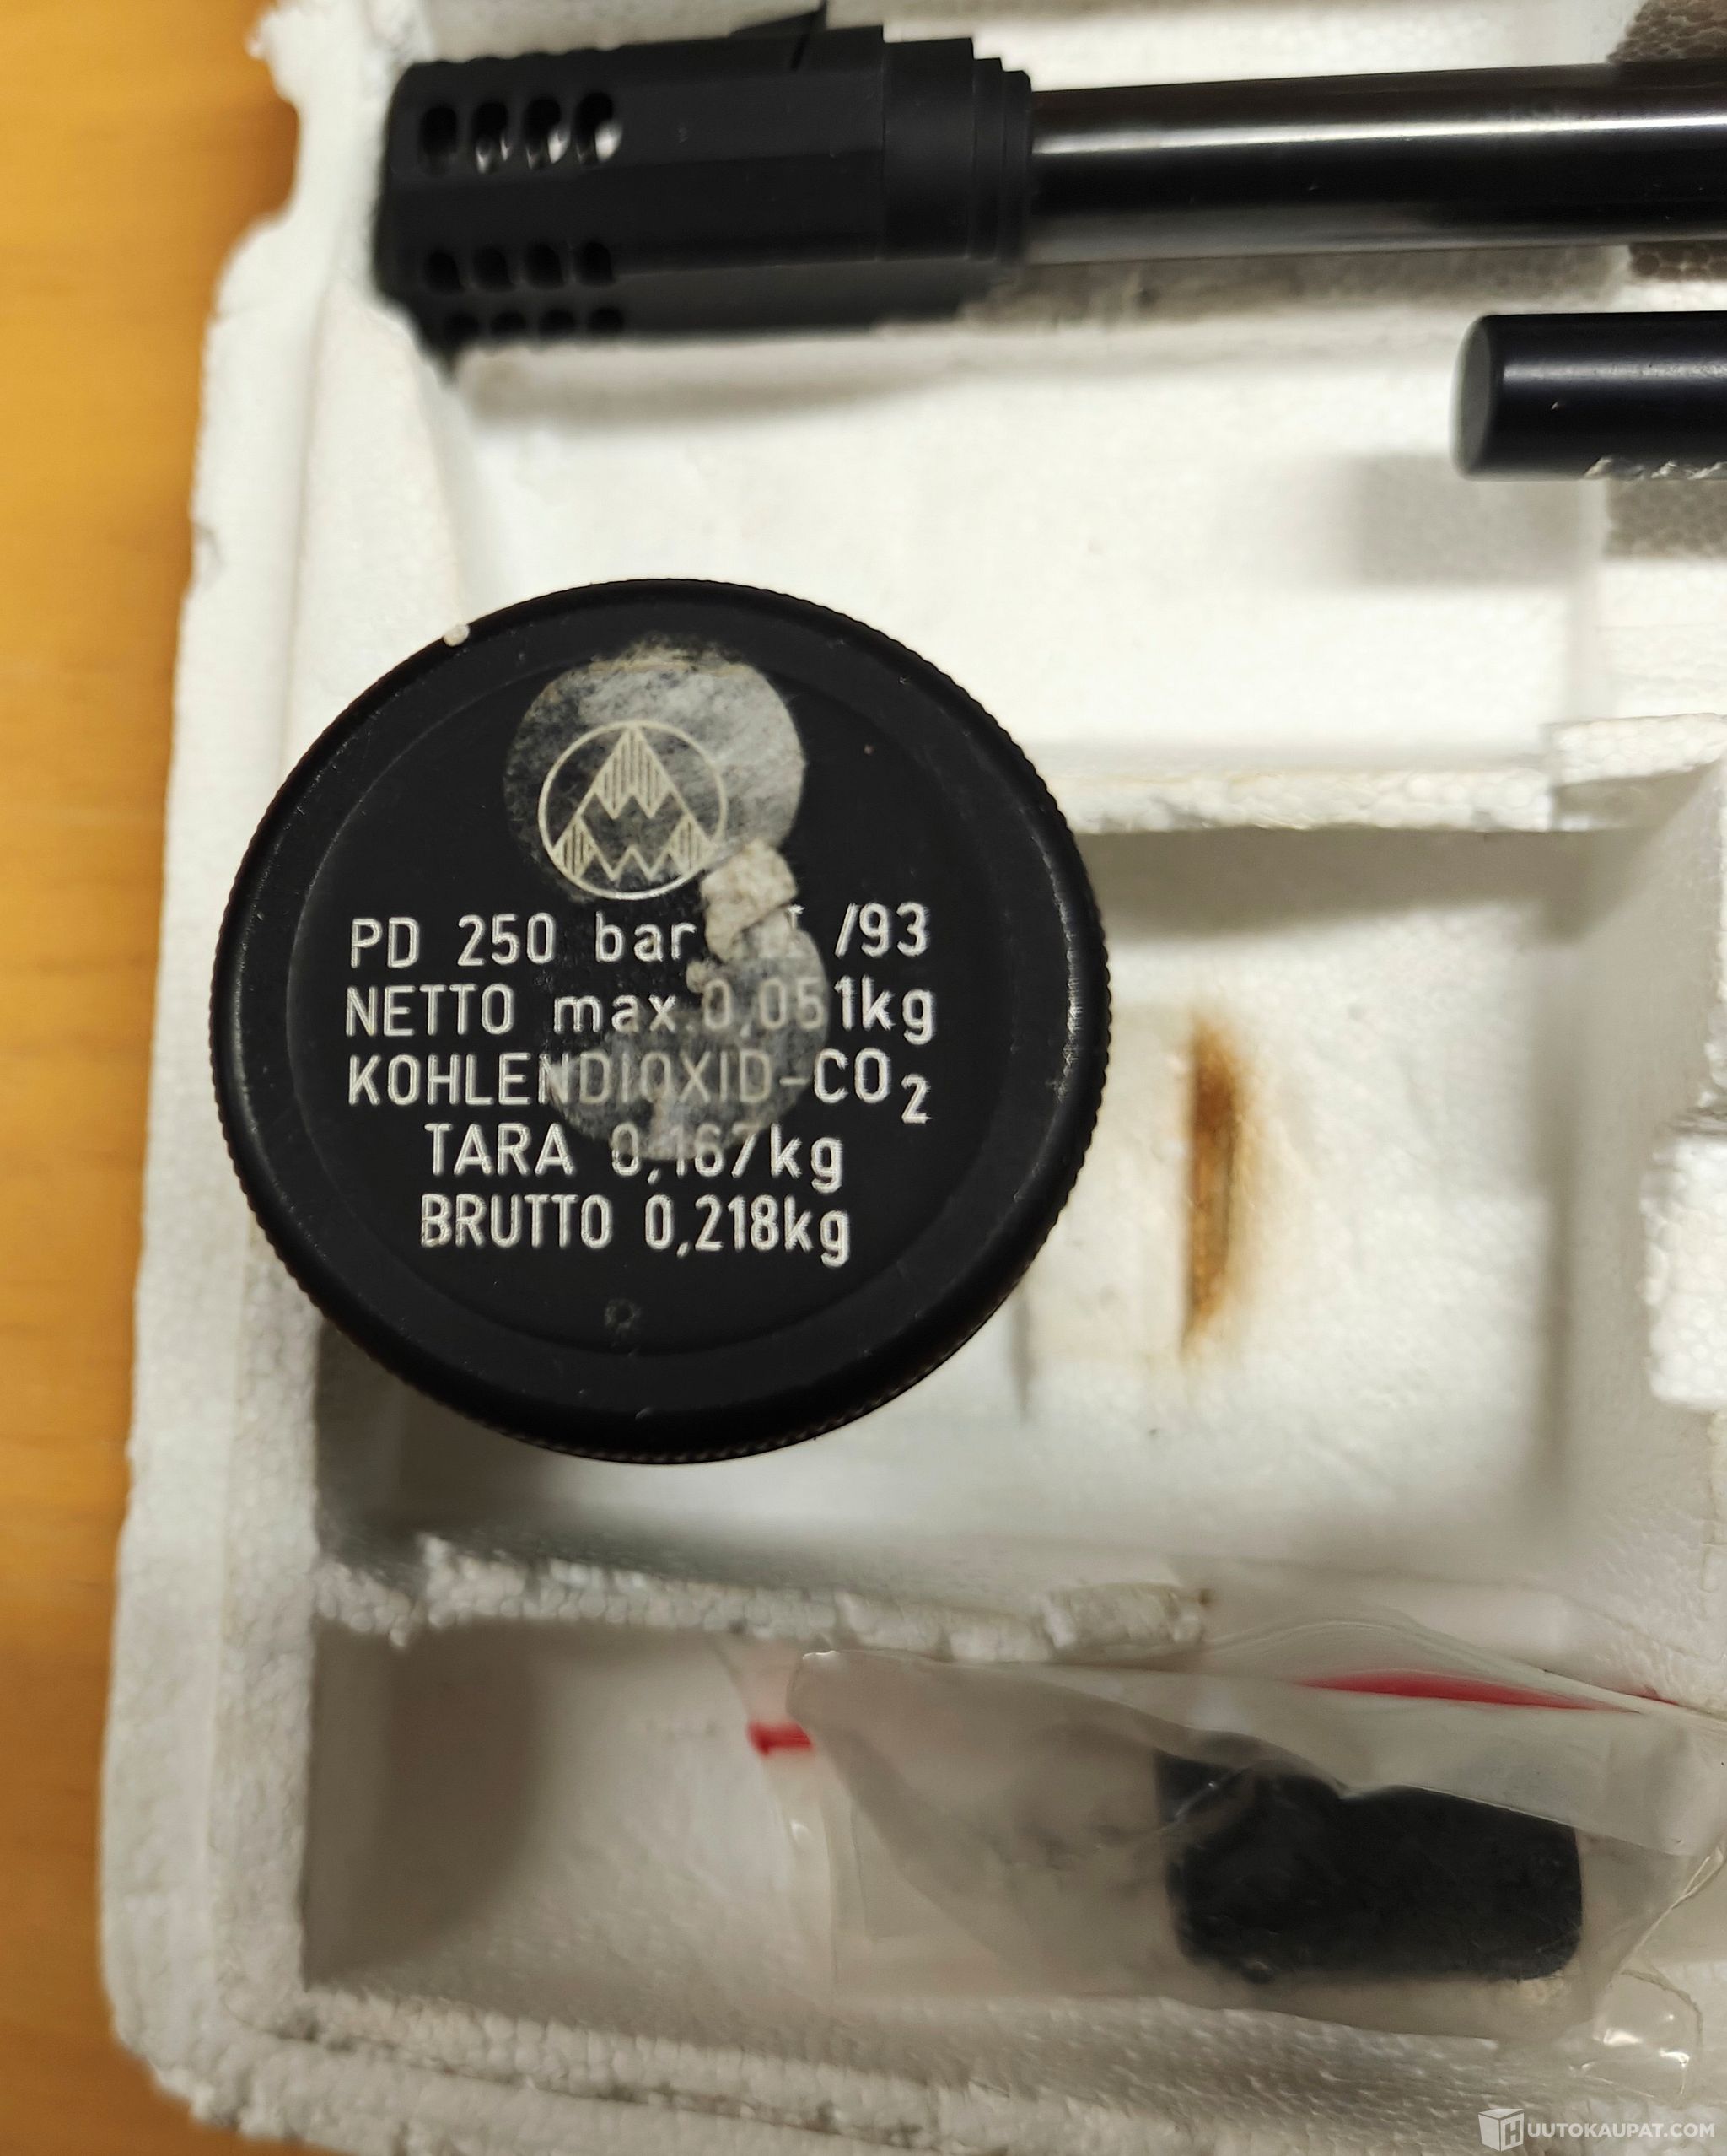 PD 250 bar /93
NETTO max. 0,051kg
KOHLENDIOXID-CO2
TARA 0,167kg
BRUTTO 0,218kg
HUUTOKAUPAT.COM